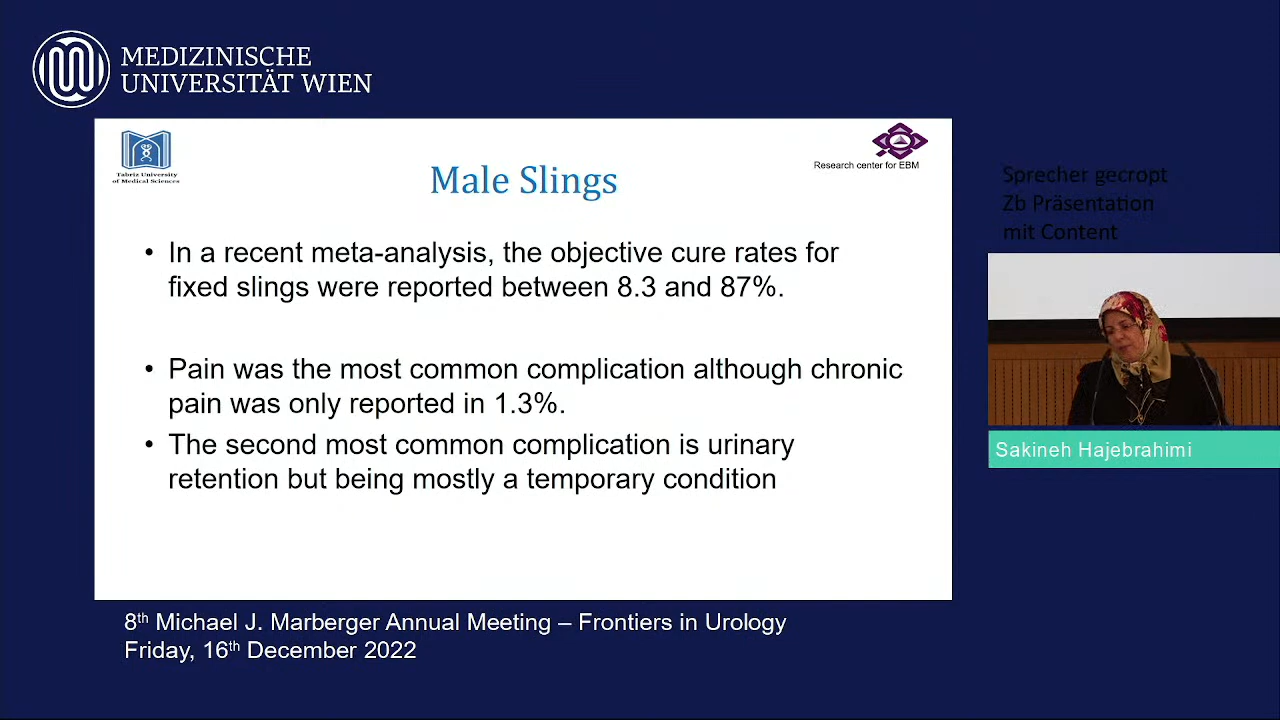 MEDIZINISCHE
UNIVERSITÄT WIEN
Tabriz University
of Medical Sciences
Research center for EBM
Male Slings
• In a recent meta-analysis, the objective cure rates for
fixed slings were reported between 8.3 and 87%.
• Pain was the most common complication although chronic
pain was only reported in 1.3%.
• The second most common complication is urinary
retention but being mostly a temporary condition
Sprecher gecropt
Zb Präsentation
mit Content
Sakineh Hajebrahimi
8th Michael J. Marberger Annual Meeting – Frontiers in Urology
Friday, 16th December 2022